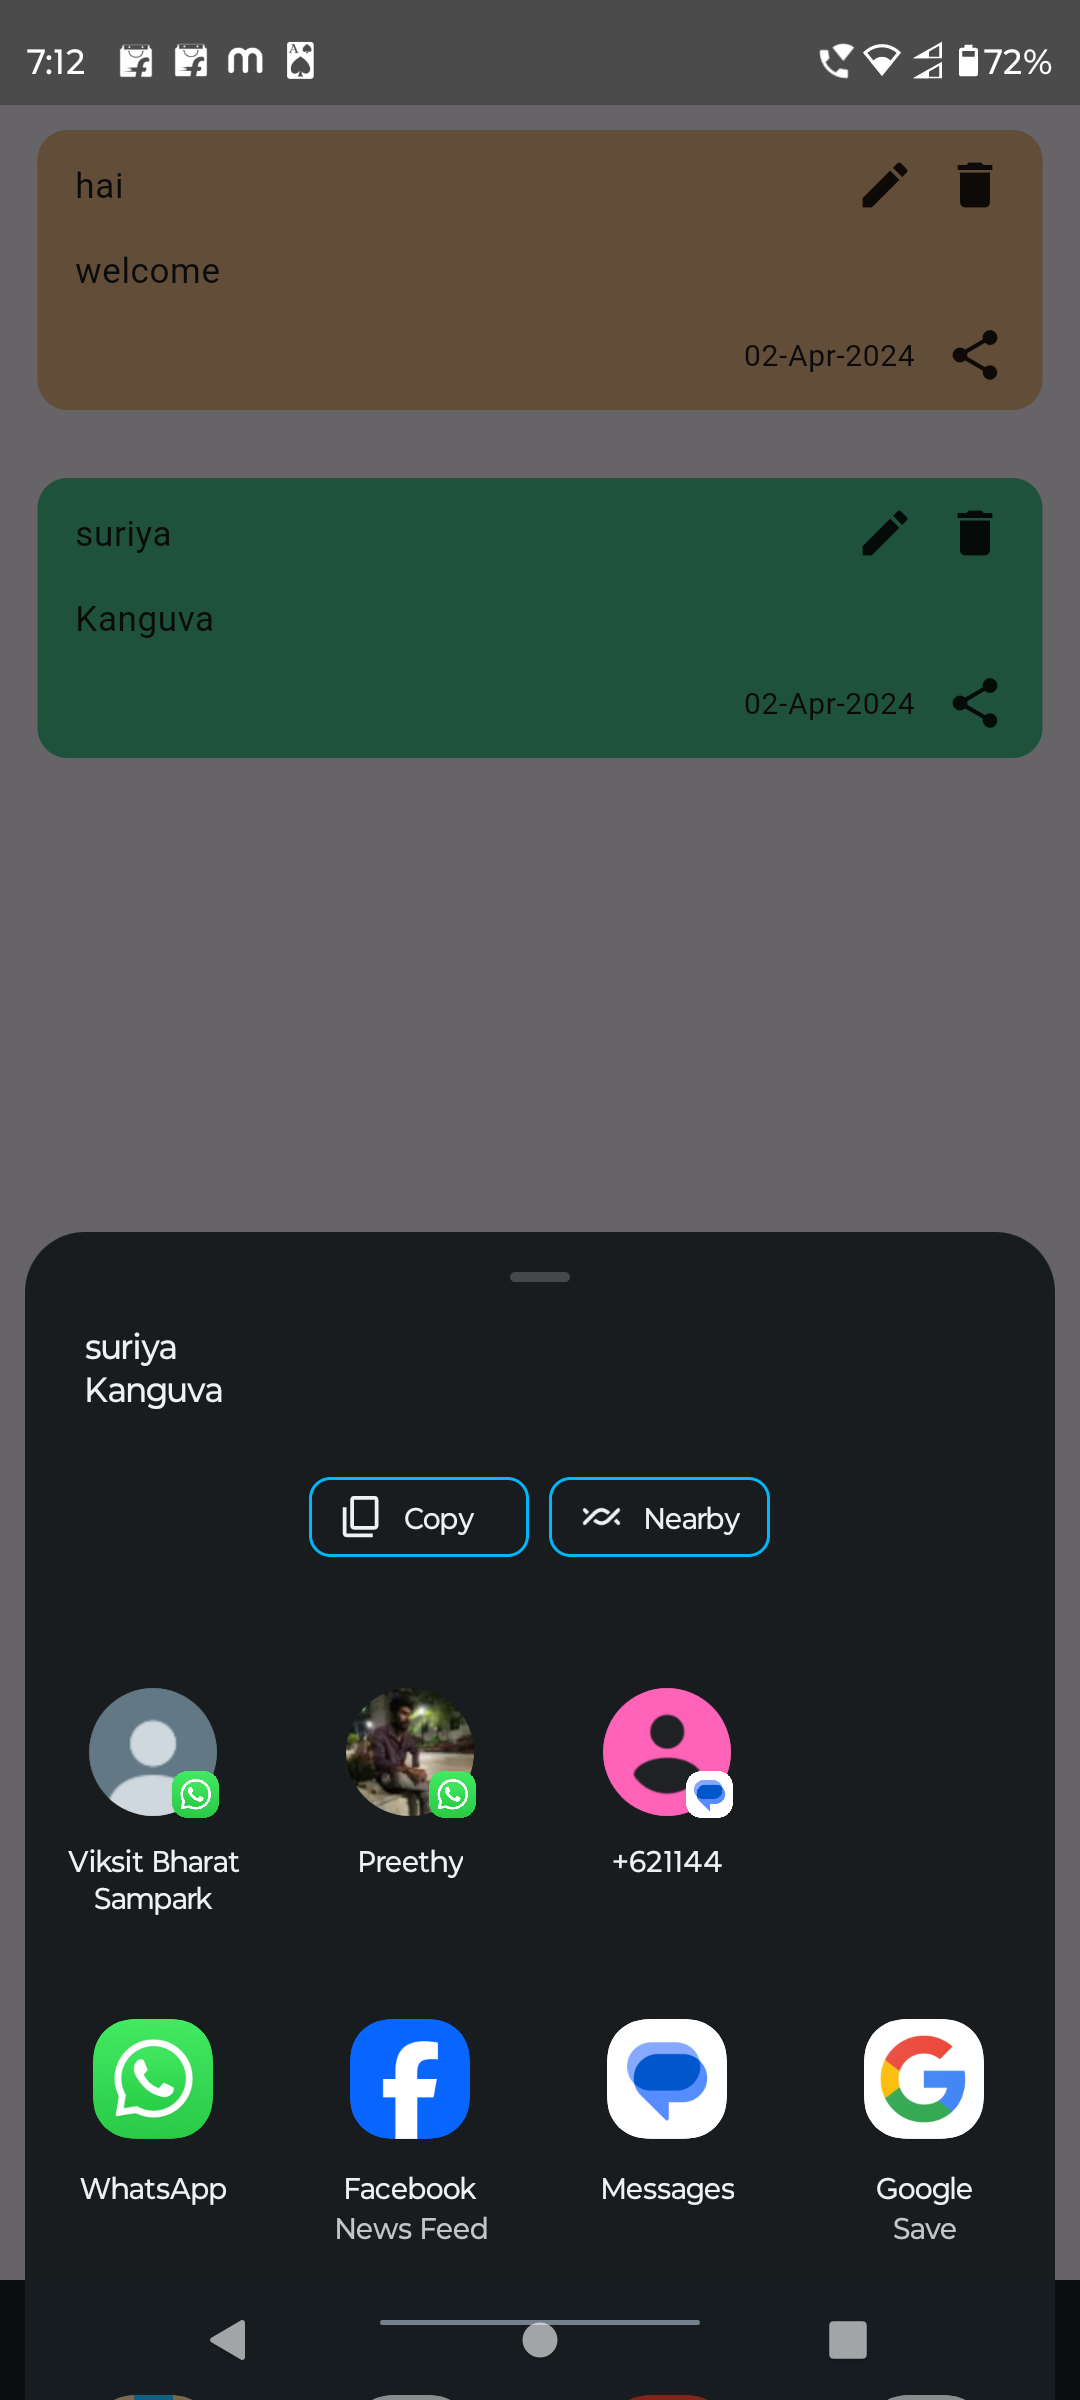 7:12
72%
hai
welcome
02-Apr-2024
suriya
Kanguva
02-Apr-2024
suriya
Kanguva
Copy
Nearby
Viksit Bharat
Sampark
Preethy
+621144
WhatsApp
Facebook
News Feed
Messages
Google
Save